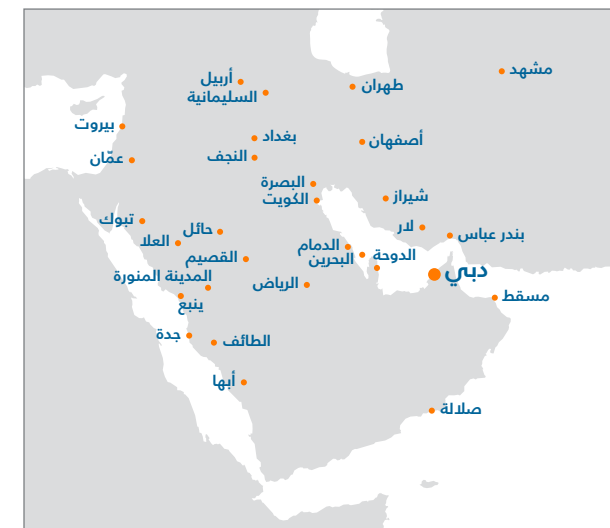 مشهد
أربيل
طهران
السليمانية
بيروت
بغداد
أصفهان
عمّان
النجف
البصرة
شيراز
الكويت
تبوك
حائل
لار
بندر عباس
العلا
الدمام
القصيم
البحرين
الدوحة
دبي
المدينة المنورة
الرياض
مسقط
ينبع
جدة
الطائف
أبها
صلالة